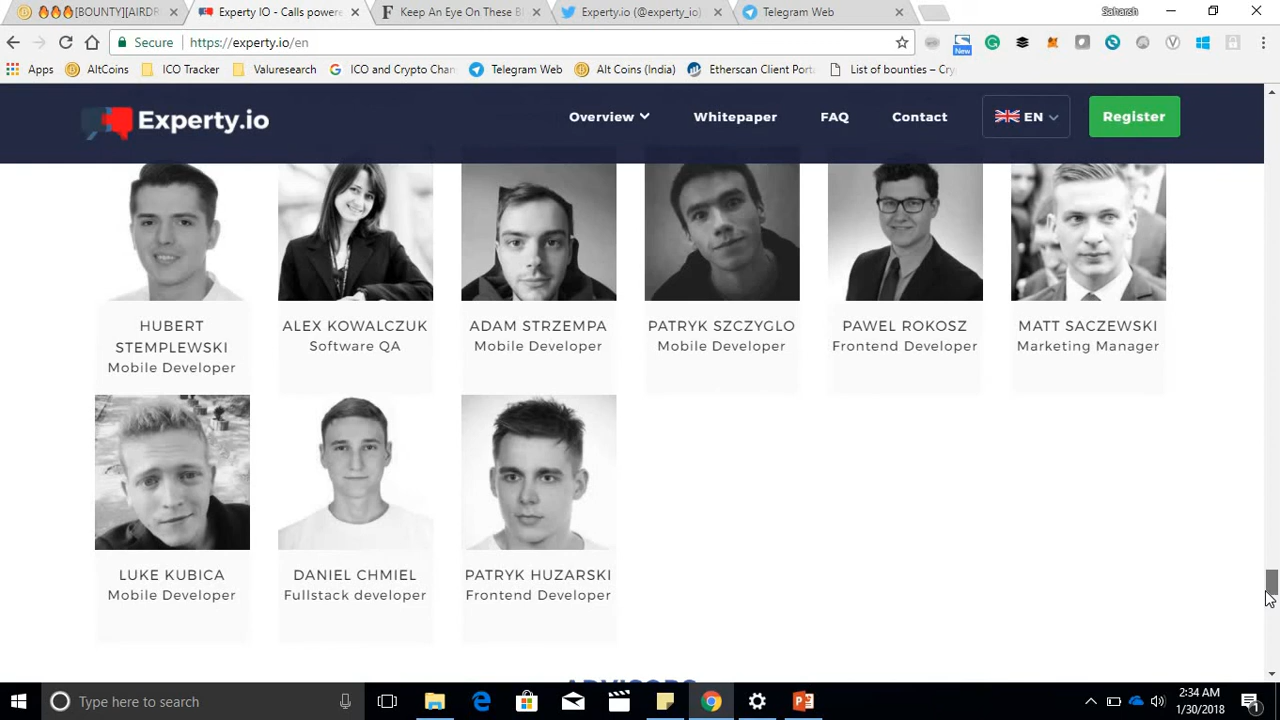 [BOUNTY][AIRD
Experty IO - Calls powere
Keep An Eye On These B
Experty.io (@experty_io)
Telegram Web
Saharsh
Secure
https://experty.io/en
New
Apps
AltCoins
ICO Tracker
Valuresearch
ICO and Crypto Chan
Telegram Web
Alt Coins (India)
Etherscan Client Port
List of bounties – Cry
Experty.io
Overview
Whitepaper
FAQ
Contact
EN
Register
HUBERT
STEMPLEWSKI
Mobile Developer
ALEX KOWALCZUK
Software QA
ADAM STRZEMPA
Mobile Developer
PATRYK SZCZYGLO
Mobile Developer
PAWEL ROKOSZ
Frontend Developer
MATT SACZEWSKI
Marketing Manager
LUKE KUBICA
Mobile Developer
DANIEL CHMIEL
Fullstack developer
PATRYK HUZARSKI
Frontend Developer
ADVISORS
Type here to search
2:34 AM
1/30/2018